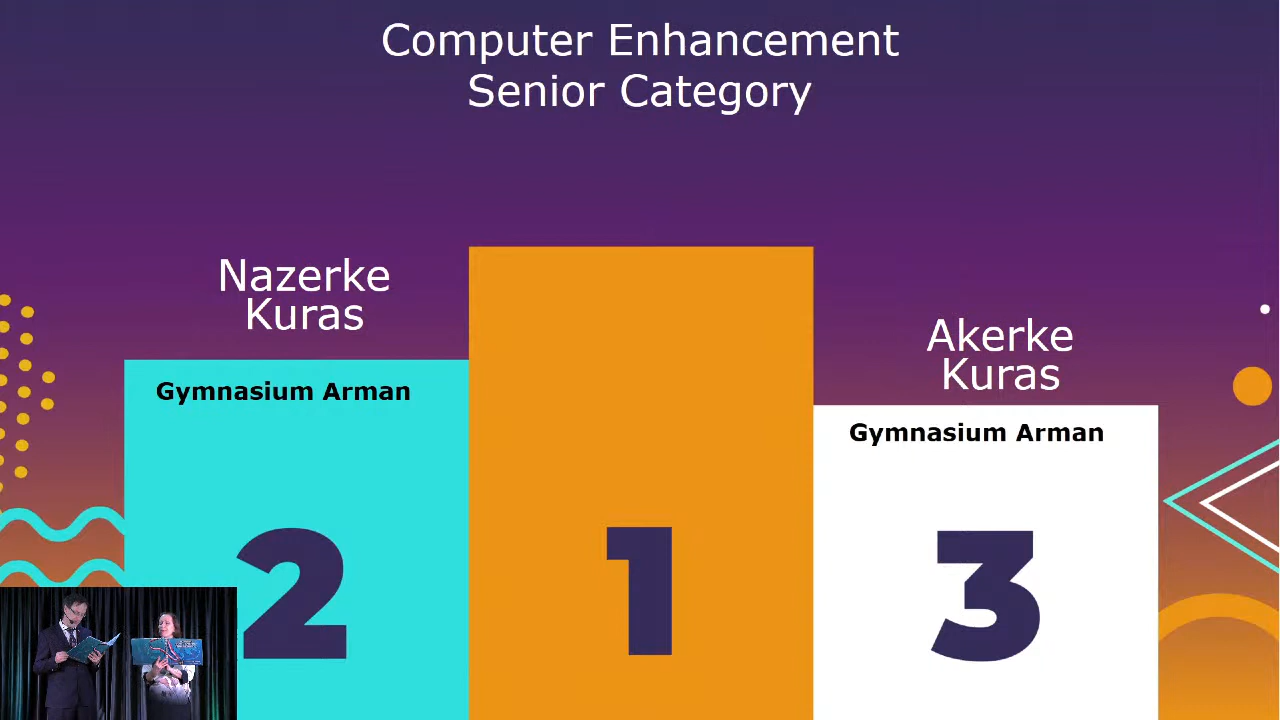 Computer Enhancement
Senior Category
Nazerke
Kuras
Akerke
Kuras
Gymnasium Arman
Gymnasium Arman
2
1
3